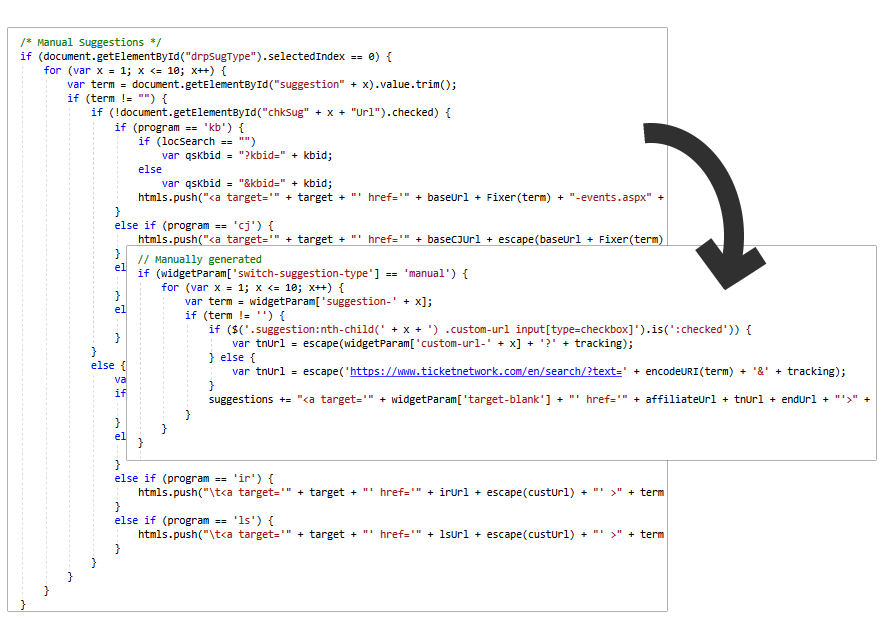 /* Manual Suggestions */
if (document.getElementById("drpSugType").selectedIndex == 0) {
for (var x = 1; x <= 10; x++) {
var term = document.getElementById("suggestion" + x).value.trim();
if (term != "") {
if (!document.getElementById("chkSug" + x + "Url").checked) {
if (program == 'kb') {
if (locSearch == "")
var qsKbid = "?kbid=" + kbid;
else
var qsKbid = "&kbid=" + kbid;
htmls.push("<a target='" + target + "' href='" + baseUrl + Fixer(term) + "-events.aspx" +
}
else if (program == 'cj') {
htmls.push("<a target='" + target + "' href='" + baseCJUrl + escape(baseUrl + Fixer(term)
}
el
}
el
}
}
else {
va
if
}
el
}
else if (program == 'ir') {
htmls.push("\t<a target='" + target + "' href='" + irUrl + escape(custUrl) + "' >" + term
}
else if (program == 'ls') {
htmls.push("\t<a target='" + target + "' href='" + lsUrl + escape(custUrl) + "' >" + term
}
}
}
}
}
// Manually generated
if (widgetParam['switch-suggestion-type'] == 'manual') {
for (var x = 1; x <= 10; x++) {
var term = widgetParam['suggestion-' + x];
if (term != '') {
if ($('.suggestion:nth-child(' + x + ') .custom-url input[type=checkbox]').is(':checked')) {
var tnUrl = escape(widgetParam['custom-url-' + x] + '?' + tracking);
} else {
var tnUrl = escape('https://www.ticketnetwork.com/en/search/?text=' + encodeURI(term) + '&' + tracking);
}
suggestions += "<a target='" + widgetParam['target-blank'] + "' href='" + affiliateUrl + tnUrl + endUrl + "'>" +
}
}
}